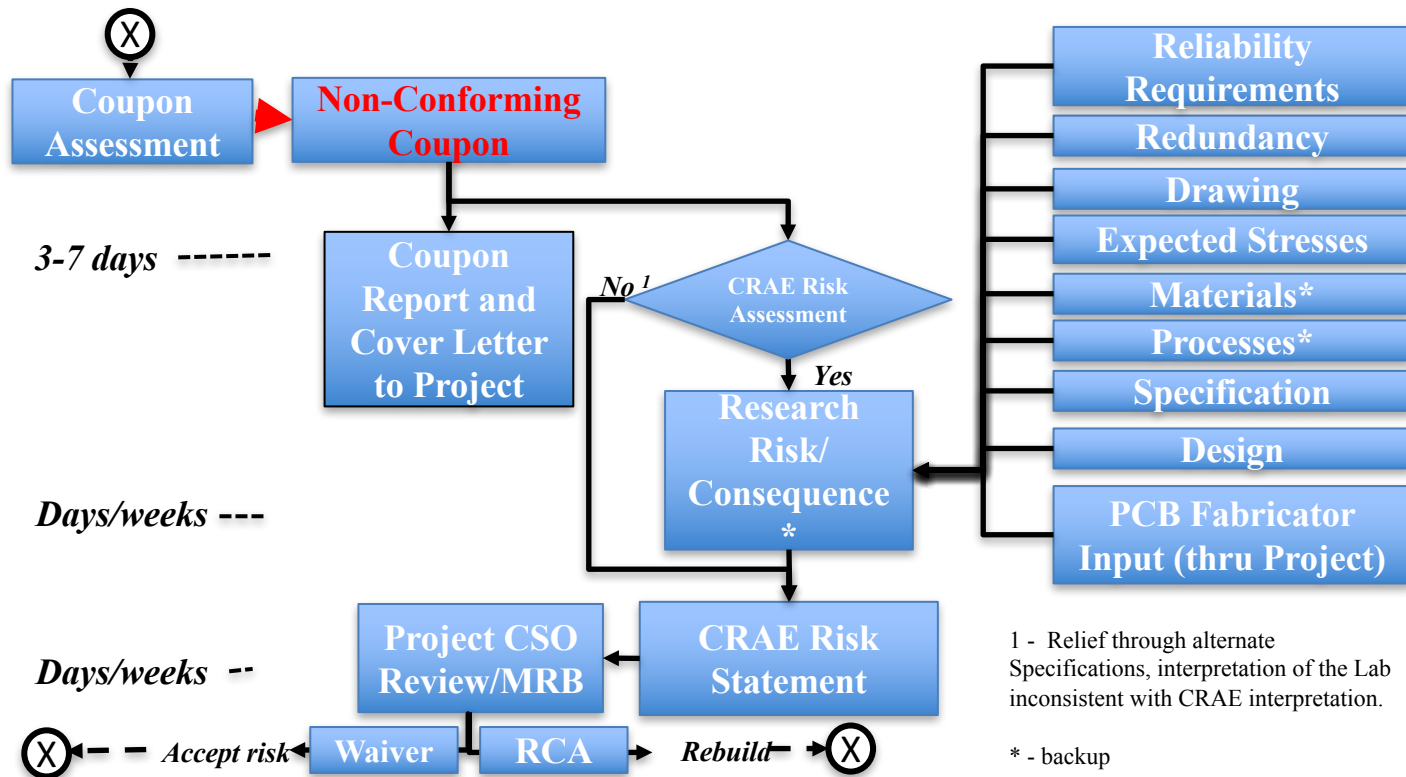 X
Coupon
Assessment
Non-Conforming
Coupon
Reliability
Requirements
Redundancy
Drawing
Expected Stresses
Materials*
Processes*
Specification
Design
PCB Fabricator
Input (thru Project)
3-7 days
Coupon
Report and
Cover Letter
to Project
No 1
CRAE Risk
Assessment
Yes
Research
Risk/
Consequence
*
Days/weeks
Days/weeks
Project CSO
Review/MRB
CRAE Risk
Statement
X
Accept risk
Waiver
RCA
Rebuild
X
1 - Relief through alternate
Specifications, interpretation of the Lab
inconsistent with CRAE interpretation.
* - backup